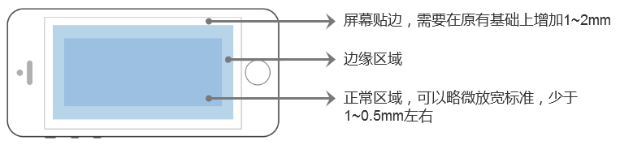 屏幕贴边，需要在原有基础上增加1~2mm
边缘区域
正常区域，可以略微放宽标准，少于
1~0.5mm左右